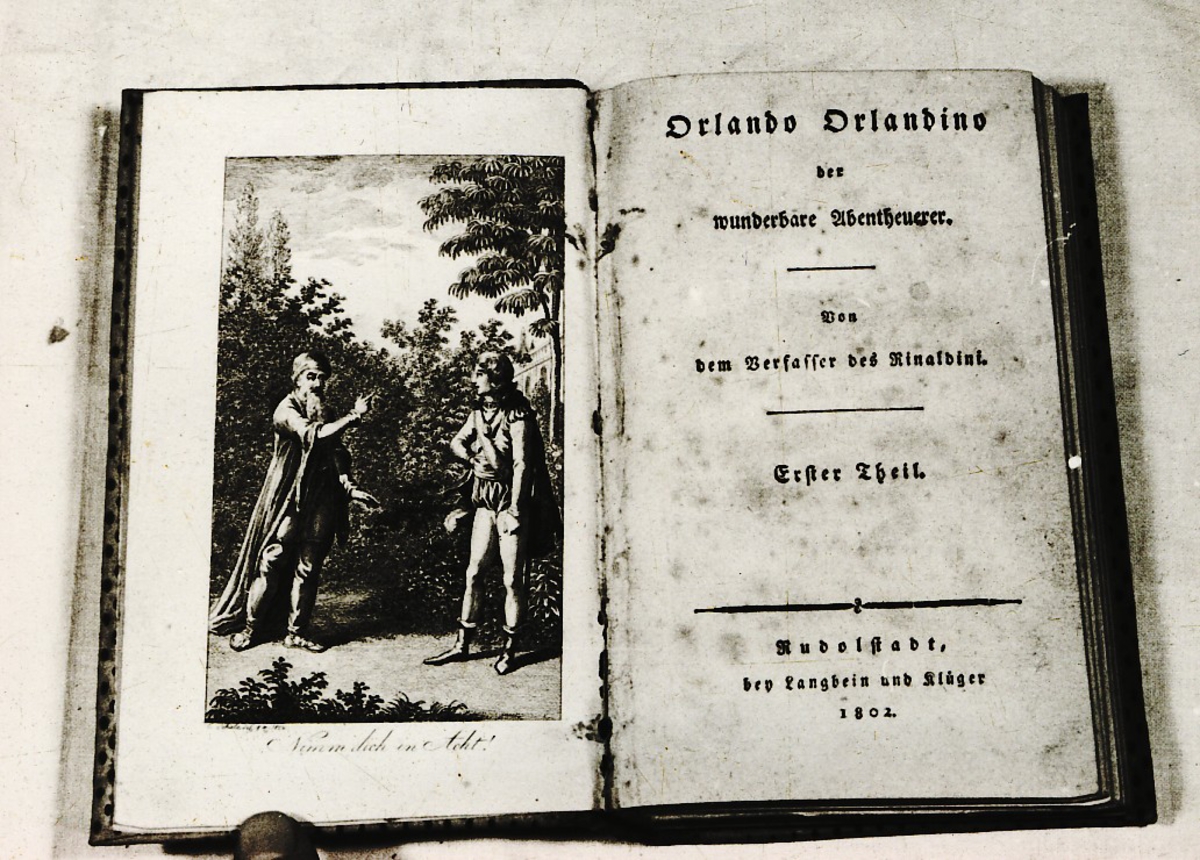 Nimm dich in Acht!
Orlando Orlandino
der
wunderbare Abentheurer.
Von
dem Verfasser des Rinaldini.
Erster Theil.
Rudolstadt,
bey Langbein und Klüger
1802.